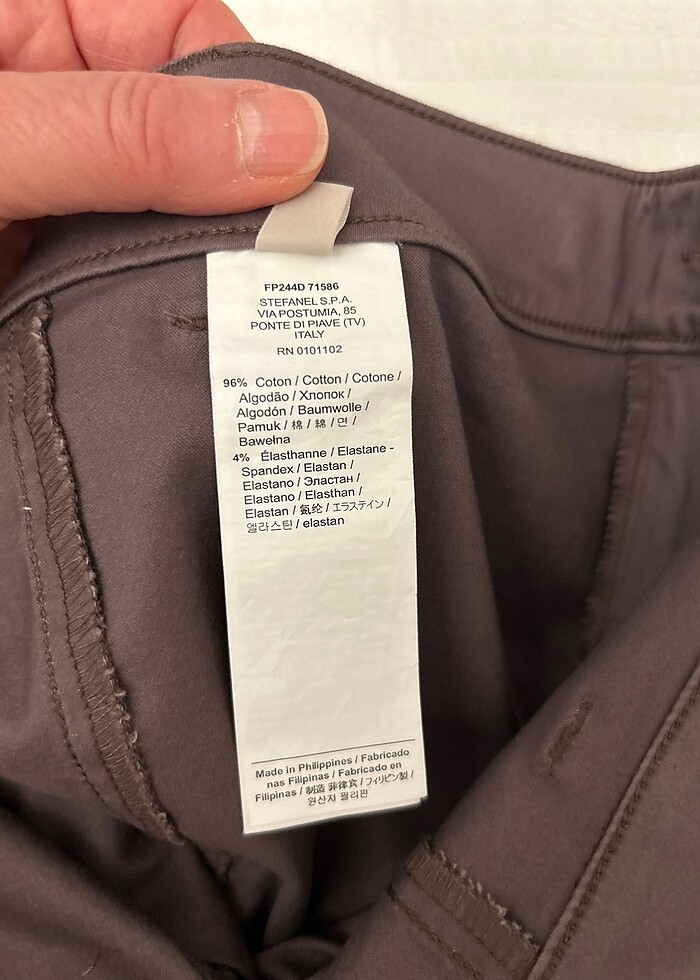 FP244D 71586
STEFANEL S.P.A.
VIA POSTUMIA, 85
PONTE DI PIAVE (TV)
ITALY
RN 0101102
96% Coton / Cotton / Cotone /
Algodão / Хлопок /
Algodón / Baumwolle /
Pamuk / 棉 / 綿 / 면 /
Bawełna
4% Élasthanne / Elastane -
Spandex / Elastan /
Elastano / Эластан /
Elastano / Elasthan /
Elastan / 氨纶 / エラステイン /
엘라스틴 / elastan
Made in Philippines / Fabricado
nas Filipinas / Fabricado en
Filipinas / 制造 菲律宾 / フィリピン製 /
원산지 필리핀